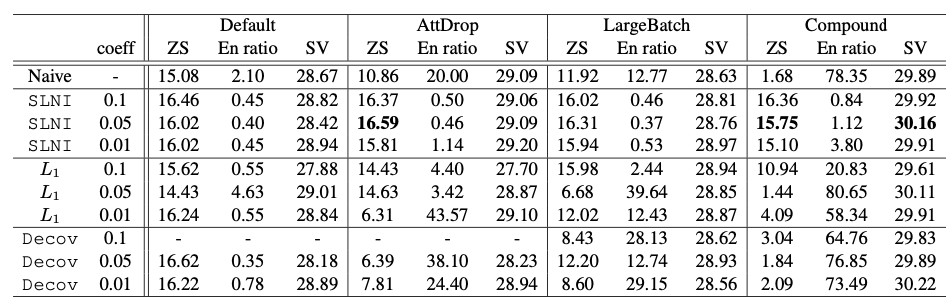 Default AttDrop LargeBatch Compound
coeff ZS En ratio SV ZS En ratio SV ZS En ratio SV ZS En ratio SV
Naive - 15.08 2.10 28.67 10.86 20.00 29.09 11.92 12.77 28.63 1.68 78.35 29.89
SLNI 0.1 16.46 0.45 28.82 16.37 0.50 29.06 16.02 0.46 28.81 16.36 0.84 29.92
SLNI 0.05 16.02 0.40 28.42 16.59 0.46 29.09 16.31 0.37 28.76 15.75 1.12 30.16
SLNI 0.01 16.02 0.45 28.94 15.81 1.14 29.20 15.94 0.53 28.97 15.10 3.80 29.91
L1 0.1 15.62 0.55 27.88 14.43 4.40 27.70 15.98 2.44 28.94 10.94 20.83 29.61
L1 0.05 14.43 4.63 29.01 14.63 3.42 28.87 6.68 39.64 28.85 1.44 80.65 30.11
L1 0.01 16.24 0.55 28.84 6.31 43.57 29.10 12.02 12.43 28.87 4.09 58.34 29.91
Decov 0.1 - - - - - - 8.43 28.13 28.62 3.04 64.76 29.83
Decov 0.05 16.62 0.35 28.18 6.39 38.10 28.23 12.20 12.74 28.93 1.84 76.85 29.89
Decov 0.01 16.22 0.78 28.89 7.81 24.40 28.94 8.60 29.15 28.56 2.09 73.49 30.22